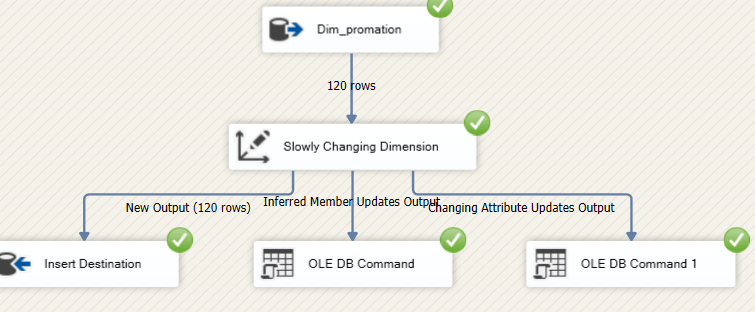 Dim_promation
120 rows
Slowly Changing Dimension
New Output (120 rows)
Inferred Member Updates Output
Changing Attribute Updates Output
Insert Destination
OLE DB Command
OLE DB Command 1